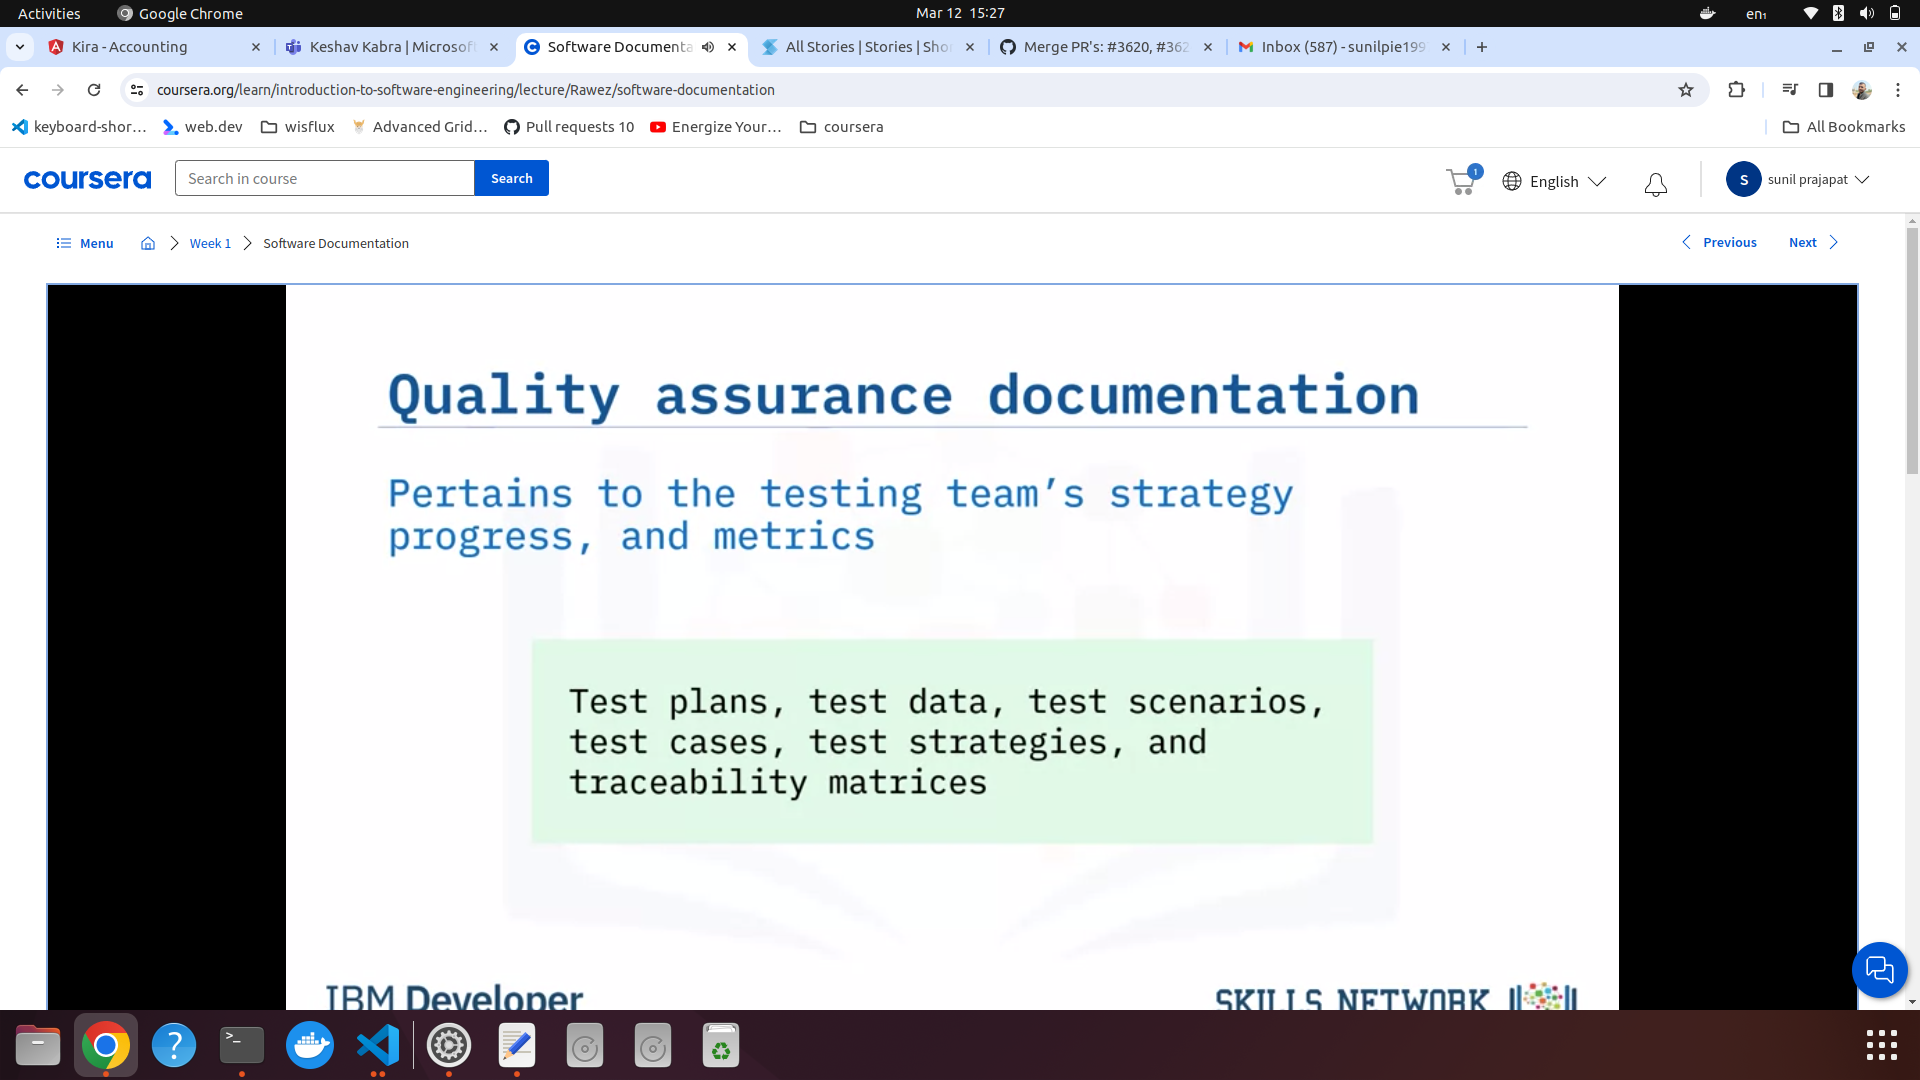 Activities Google Chrome Mar 12 15:27 en₁
Kira - Accounting Keshav Kabra | Microsof Software Documenta All Stories | Stories | Sho Merge PR's: #3620, #362 Inbox (587) - sunilpie199
coursera.org/learn/introduction-to-software-engineering/lecture/Rawez/software-documentation
keyboard-shor... web.dev wisflux Advanced Grid... Pull requests 10 Energize Your... coursera All Bookmarks
coursera Search in course Search 1 English S sunil prajapat
Menu Week 1 Software Documentation Previous Next
Quality assurance documentation
Pertains to the testing team’s strategy
progress, and metrics
Test plans, test data, test scenarios,
test cases, test strategies, and
traceability matrices
IBM Developer SKILLS NETWORK